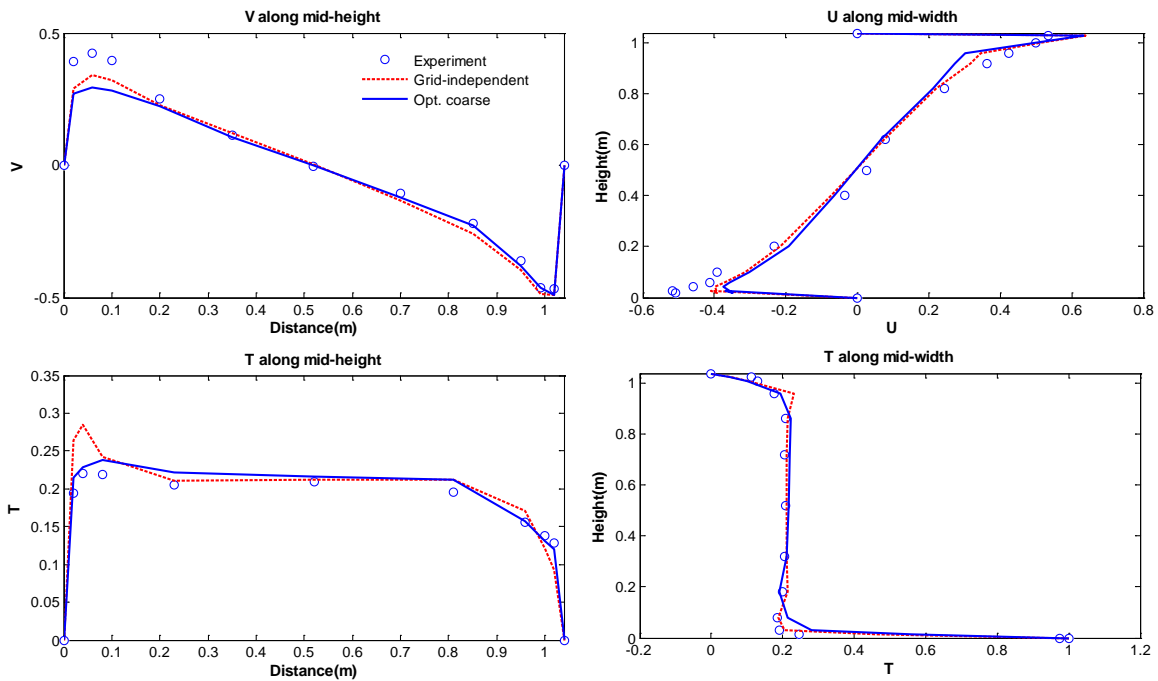 V along mid-height
0.5
0
-0.5
V
0 0.1 0.2 0.3 0.4 0.5 0.6 0.7 0.8 0.9 1
Distance(m)
Experiment
Grid-independent
Opt. coarse
U along mid-width
1
0.8
0.6
0.4
0.2
0
Height(m)
-0.6 -0.4 -0.2 0 0.2 0.4 0.6 0.8
U
T along mid-height
0.35
0.3
0.25
0.2
0.15
0.1
0.05
0
T
0 0.1 0.2 0.3 0.4 0.5 0.6 0.7 0.8 0.9 1
Distance(m)
T along mid-width
1
0.8
0.6
0.4
0.2
0
Height(m)
-0.2 0 0.2 0.4 0.6 0.8 1 1.2
T